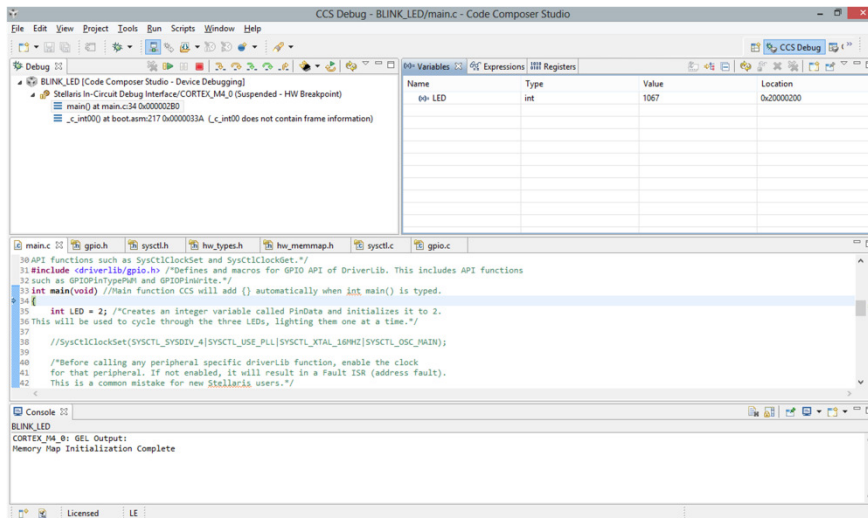 CCS Debug - BLINK_LED/main.c - Code Composer Studio
File Edit View Project Tools Run Scripts Window Help
CCS Debug
Debug
BLINK_LED [Code Composer Studio - Device Debugging]
Stellaris In-Circuit Debug Interface/CORTEX_M4_0 (Suspended - HW Breakpoint)
main() at main.c:34 0x000002B0
_c_int00() at boot.asm:217 0x0000033A (_c_int00 does not contain frame information)
Variables Expressions Registers
Name Type Value Location
LED int 1067 0x20000200
main.c gpio.h sysctl.h hw_types.h hw_memmap.h sysctl.c gpio.c
30 API functions such as SysCtlClockSet and SysCtlClockGet.*/
31 #include <driverlib/gpio.h> /*Defines and macros for GPIO API of DriverLib. This includes API functions
32 such as GPIOPinTypePWM and GPIOPinWrite.*/
33 int main(void) //Main function CCS will add {} automatically when int main() is typed.
34 {
35 int LED = 2; /*Creates an integer variable called PinData and initializes it to 2.
36 This will be used to cycle through the three LEDs, lighting them one at a time.*/
37
38 //SysCtlClockSet(SYSCTL_SYSDIV_4|SYSCTL_USE_PLL|SYSCTL_XTAL_16MHZ|SYSCTL_OSC_MAIN);
39
40 /*Before calling any peripheral specific driverLib function, enable the clock
41 for that peripheral. If not enabled, it will result in a Fault ISR (address fault).
42 This is a common mistake for new Stellaris users.*/
Console
BLINK_LED
CORTEX_M4_0: GEL Output:
Memory Map Initialization Complete
Licensed LE